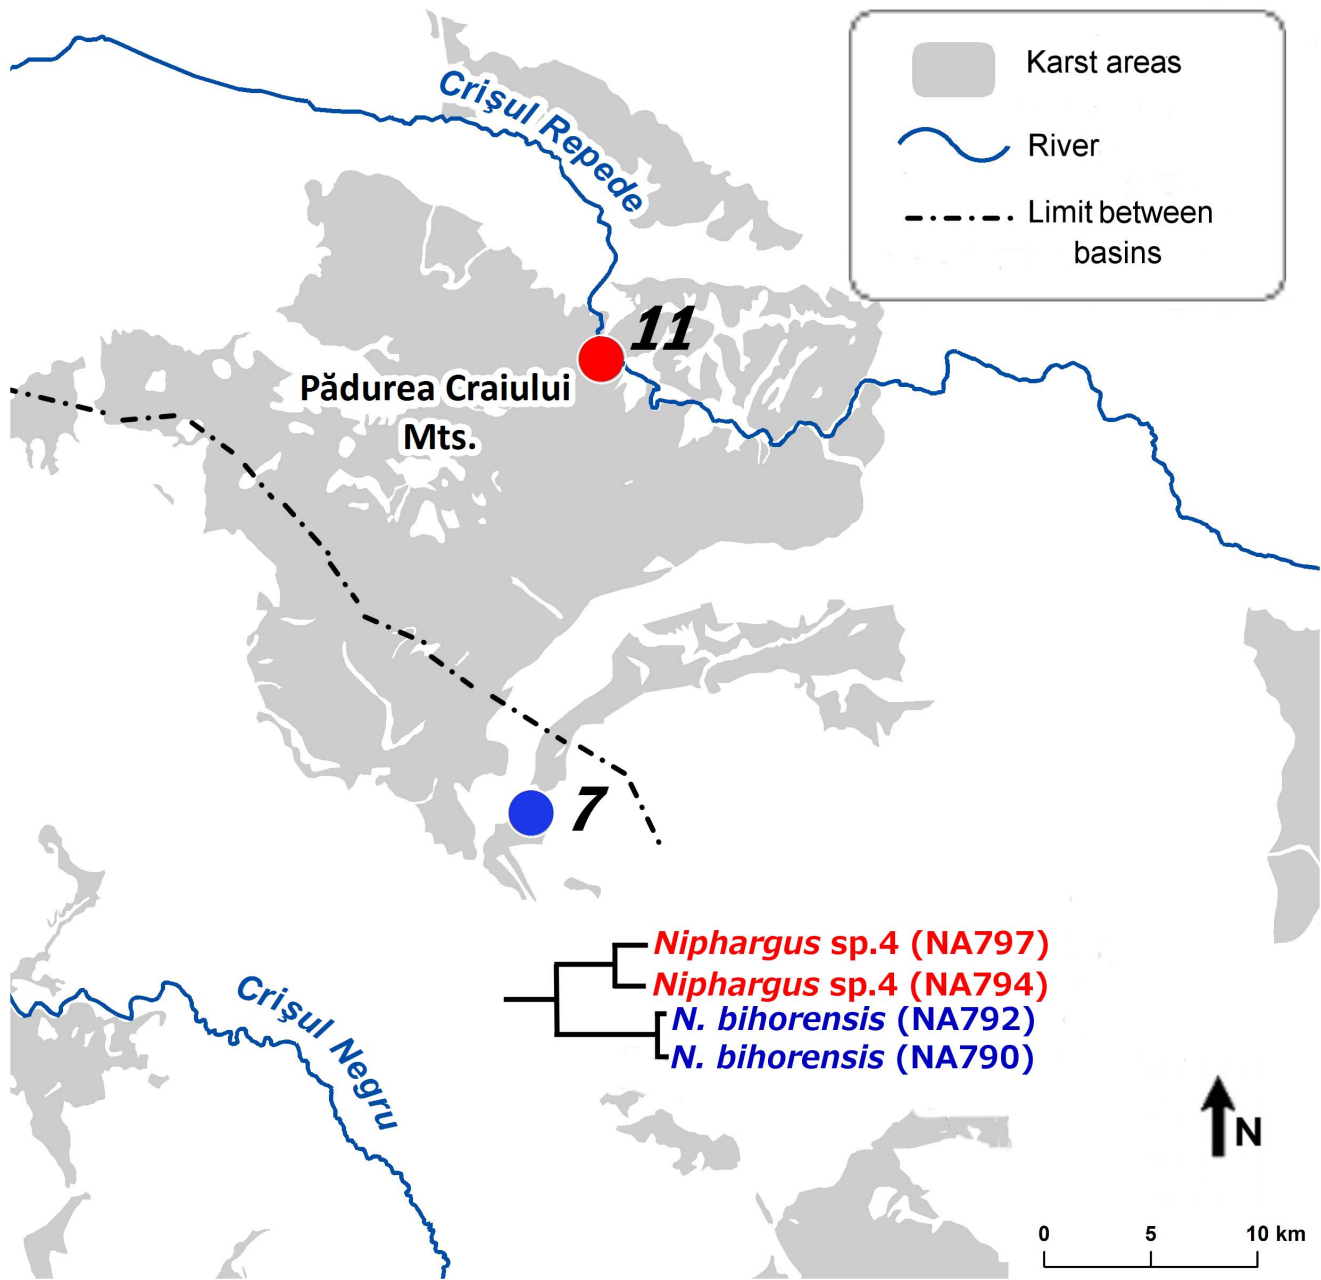 Karst areas
River
Limit between
basins
Crişul Repede
11
Pădurea Craiului
Mts.
7
Niphargus sp.4 (NA797)
Niphargus sp.4 (NA794)
N. bihorensis (NA792)
N. bihorensis (NA790)
Crişul Negru
N
0 5 10 km